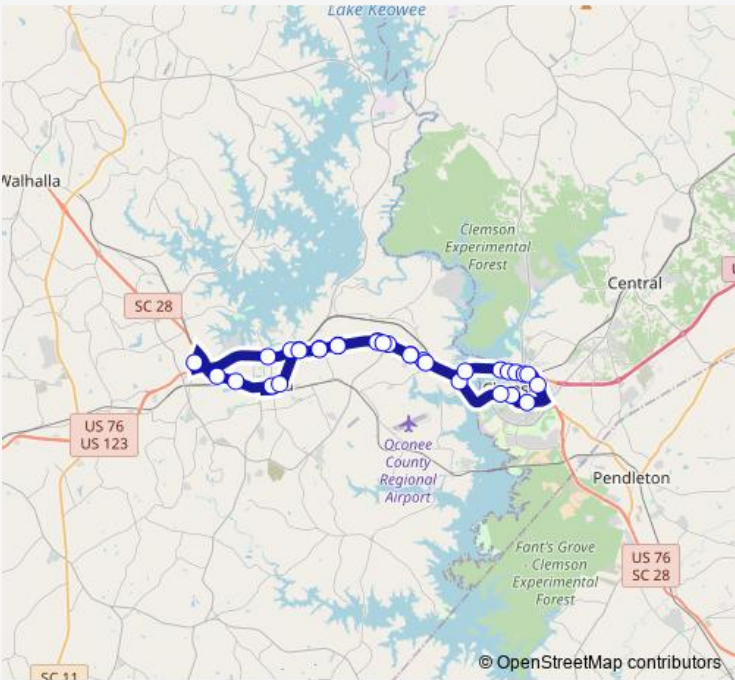 Lake Keowee
Walhalla
Clemson
Experimental
Forest
Central
SC 28
US 76
US 123
Oconee
County
Regional
Airport
Pendleton
Fant's Grove
- Clemson
Experimental
Forest
US 76
SC 28
SC 11
© OpenStreetMap contributors